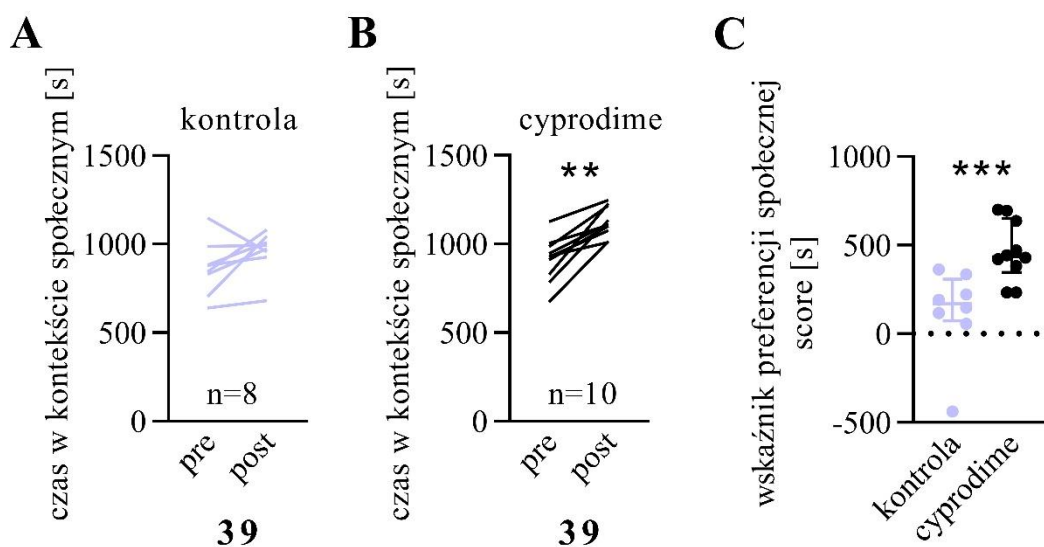 A
czas w kontekście społecznym [s]
kontrola
1500
1000
500
0
n=8
pre
post
39
B
czas w kontekście społecznym [s]
cyprodime
1500
1000
500
0
**
n=10
pre
post
39
C
wskaźnik preferencji społecznej
score [s]
1000
500
0
-500
***
kontrola
cyprodime